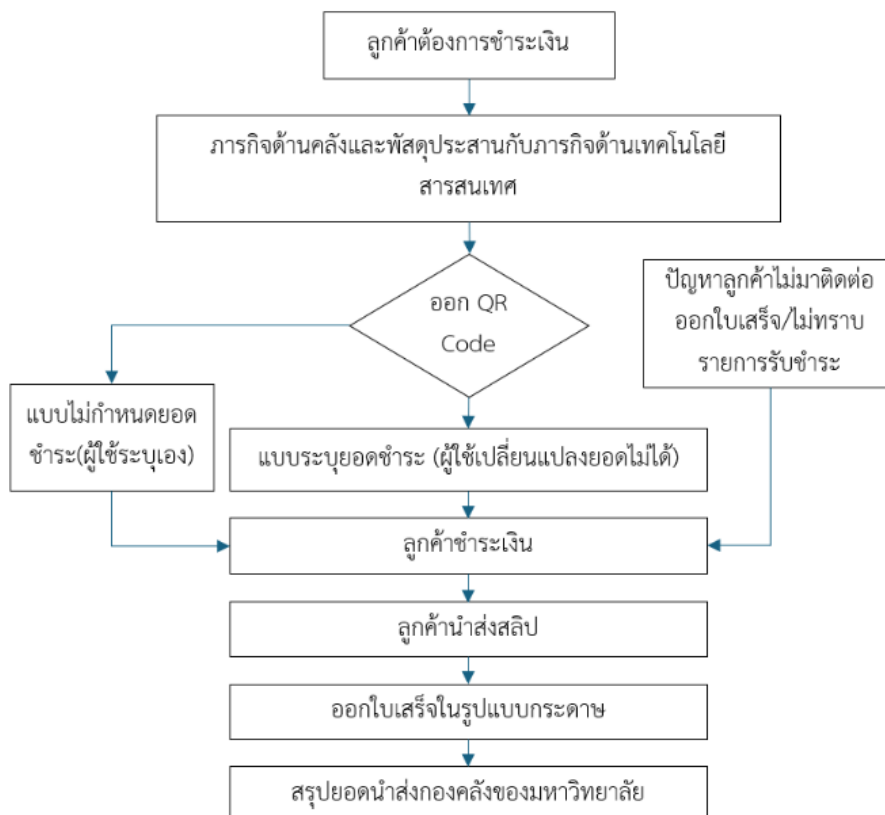 ลูกค้าต้องการชำระเงิน
ภารกิจด้านคลังและพัสดุประสานกับภารกิจด้านเทคโนโลยี
สารสนเทศ
ออก QR
Code
ปัญหาลูกค้าไม่มาติดต่อ
ออกใบเสร็จ/ไม่ทราบ
รายการรับชำระ
แบบไม่กำหนดยอด
ชำระ(ผู้ใช้ระบุเอง)
แบบระบุยอดชำระ (ผู้ใช้เปลี่ยนแปลงยอดไม่ได้)
ลูกค้าชำระเงิน
ลูกค้านำส่งสลิป
ออกใบเสร็จในรูปแบบกระดาษ
สรุปยอดนำส่งกองคลังของมหาวิทยาลัย